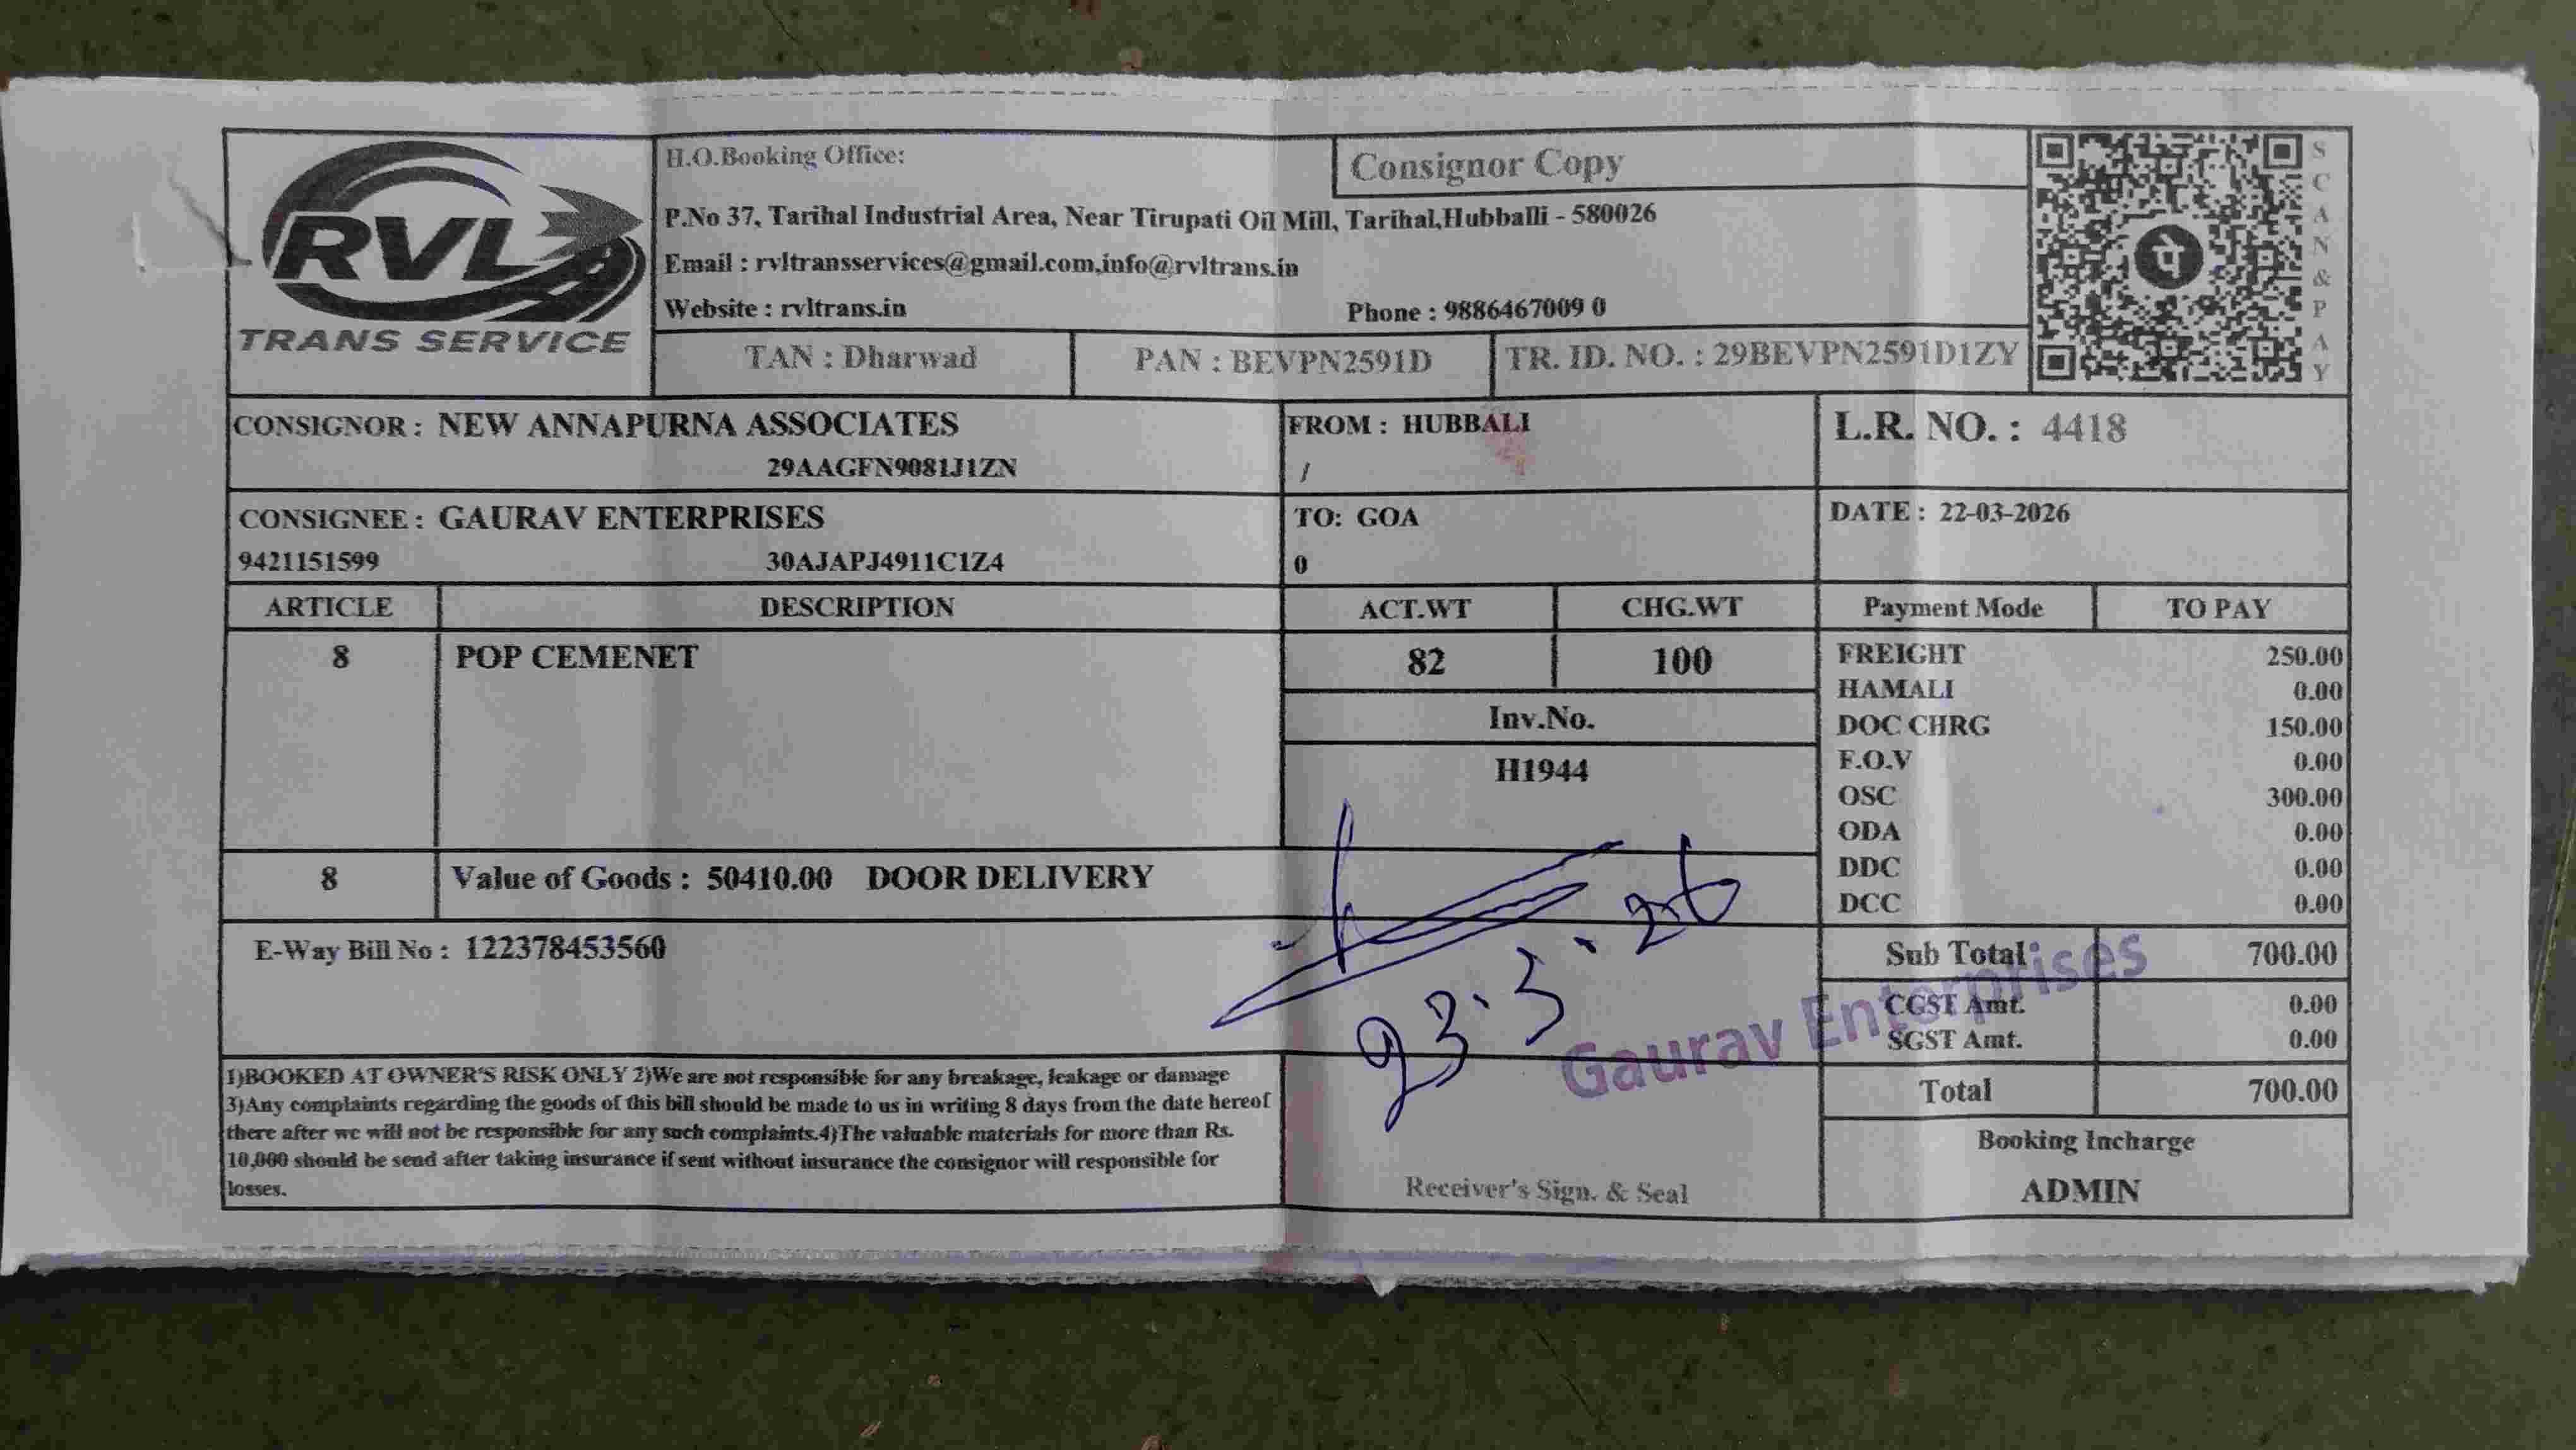 RVL
TRANS SERVICE
H.O.Booking Office:
Consignor Copy
P.No 37, Tarihal Industrial Area, Near Tirupati Oil Mill, Tarihal,Hubballi - 580026
Email : rvltransservices@gmail.com,info@rvltrans.in
Website : rvltrans.in Phone : 9886467009 0
TAN : Dharwad PAN : BEVPN2591D TR. ID. NO. : 29BEVPN2591D1ZY
पे
SCAN & PAY
CONSIGNOR : NEW ANNAPURNA ASSOCIATES
29AAGFN9081J1ZN
FROM : HUBBALI
/
L.R. NO. : 4418
CONSIGNEE : GAURAV ENTERPRISES
9421151599 30AJAPJ4911C1Z4
TO: GOA
0
DATE : 22-03-2026
ARTICLE DESCRIPTION ACT.WT CHG.WT Payment Mode TO PAY
8 POP CEMENET 82 100
Inv.No.
H1944
FREIGHT 250.00
HAMALI 0.00
DOC CHRG 150.00
F.O.V 0.00
OSC 300.00
ODA 0.00
DDC 0.00
DCC 0.00
8 Value of Goods : 50410.00 DOOR DELIVERY
E-Way Bill No : 122378453560
Sub Total 700.00
CGST Amt. 0.00
SGST Amt. 0.00
Total 700.00
23.3.26
Gaurav Enterprises
1)BOOKED AT OWNER'S RISK ONLY 2)We are not responsible for any breakage, leakage or damage
3)Any complaints regarding the goods of this bill should be made to us in writing 8 days from the date hereof
there after we will not be responsible for any such complaints.4)The valuable materials for more than Rs.
10,000 should be send after taking insurance if sent without insurance the consignor will responsible for
losses.
Receiver's Sign. & Seal
Booking Incharge
ADMIN